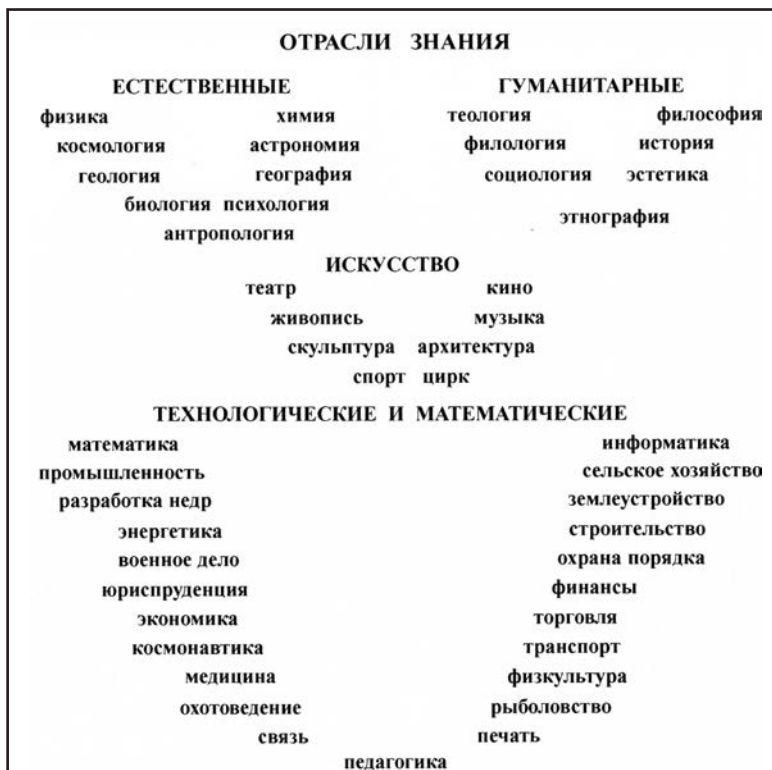 ОТРАСЛИ ЗНАНИЯ
ЕСТЕСТВЕННЫЕ ГУМАНИТАРНЫЕ
физика химия теология философия
космология астрономия филология история
геология география социология эстетика
биология психология
этнография
антропология
ИСКУССТВО
театр кино
живопись музыка
скульптура архитектура
спорт цирк
ТЕХНОЛОГИЧЕСКИЕ И МАТЕМАТИЧЕСКИЕ
математика информатика
промышленность сельское хозяйство
разработка недр землеустройство
энергетика строительство
военное дело охрана порядка
юриспруденция финансы
экономика торговля
космонавтика транспорт
медицина физкультура
охотоведение рыболовство
связь печать
педагогика